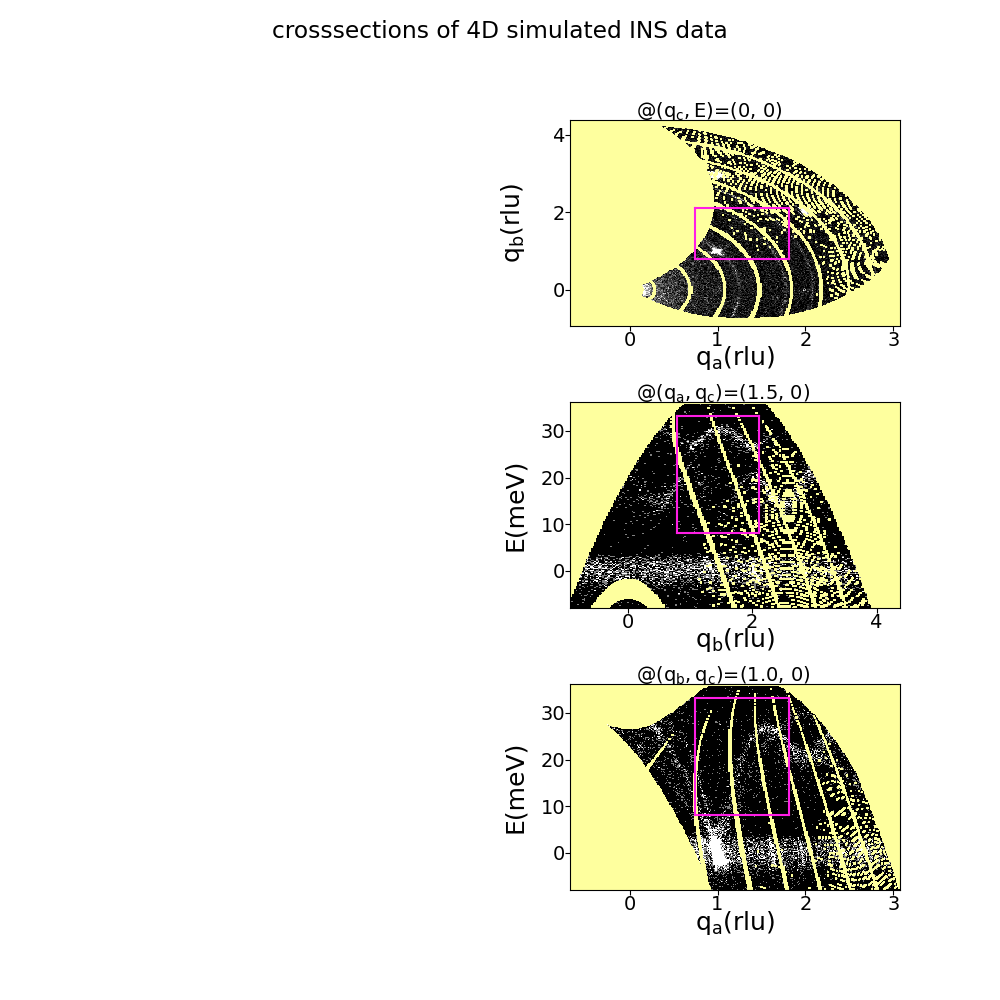 crosssections of 4D simulated INS data
@(q_c, E)=(0, 0)
q_b(rlu)
4
2
0
0 1 2 3
q_a(rlu)
@(q_a, q_c)=(1.5, 0)
E(meV)
30
20
10
0
0 2 4
q_b(rlu)
@(q_b, q_c)=(1.0, 0)
E(meV)
30
20
10
0
0 1 2 3
q_a(rlu)